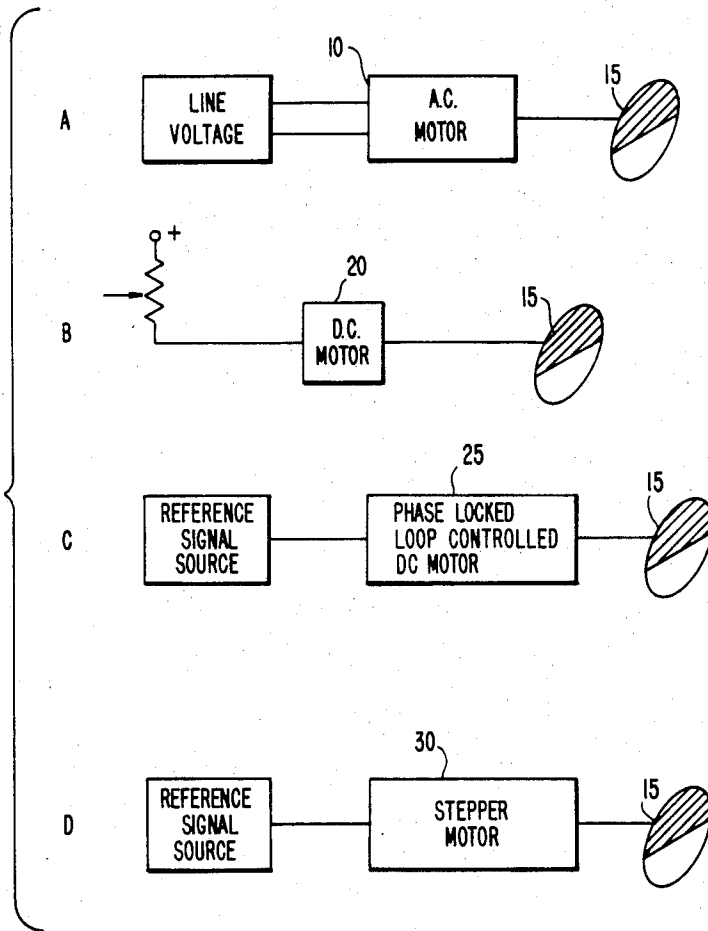 10
15
A
LINE
VOLTAGE
A.C.
MOTOR
+
20
15
B
D.C.
MOTOR
25
15
C
REFERENCE
SIGNAL
SOURCE
PHASE LOCKED
LOOP CONTROLLED
DC MOTOR
30
15
D
REFERENCE
SIGNAL
SOURCE
STEPPER
MOTOR